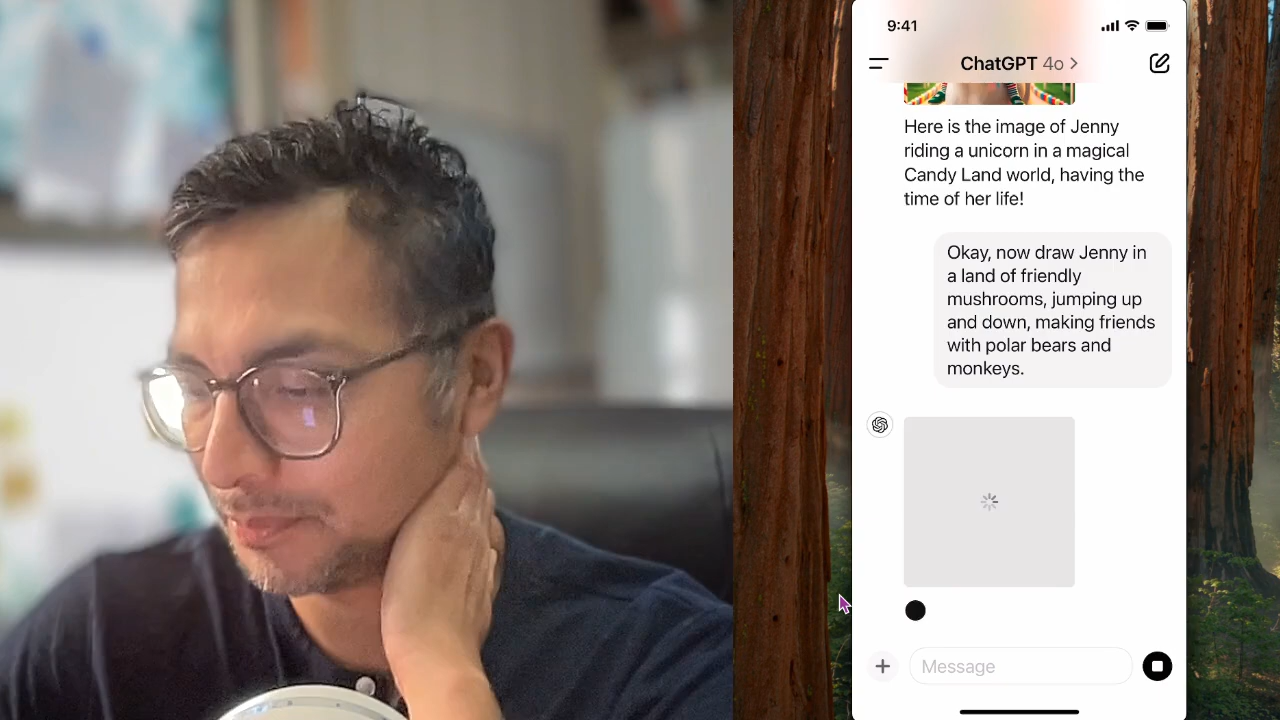 9:41
ChatGPT 4o >
Here is the image of Jenny
riding a unicorn in a magical
Candy Land world, having the
time of her life!
Okay, now draw Jenny in
a land of friendly
mushrooms, jumping up
and down, making friends
with polar bears and
monkeys.
Message